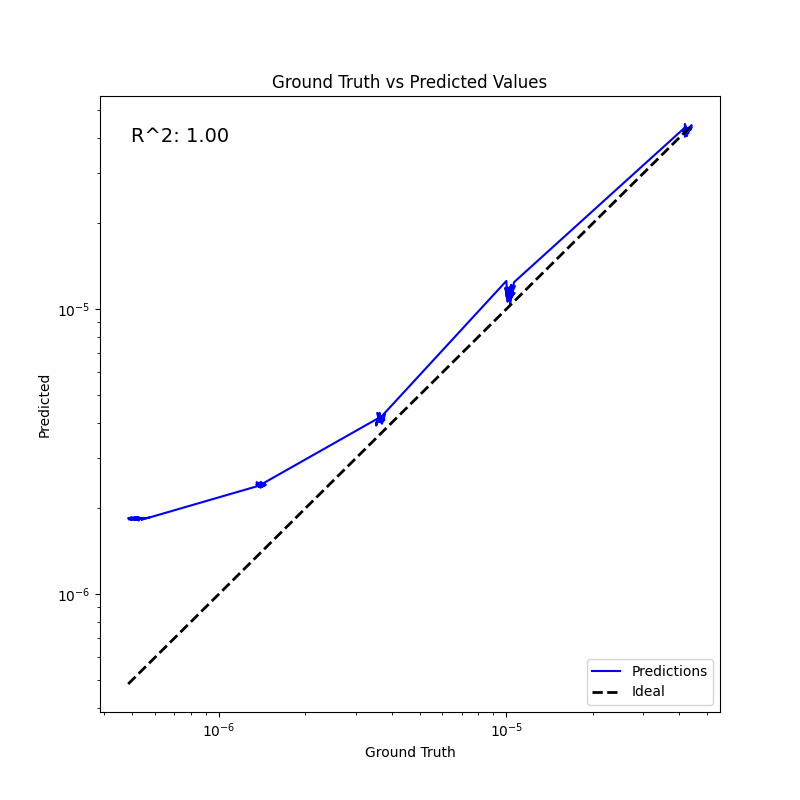 Ground Truth vs Predicted Values
R^2: 1.00
Predicted
10⁻⁵
10⁻⁶
10⁻⁶
10⁻⁵
Ground Truth
Predictions
Ideal